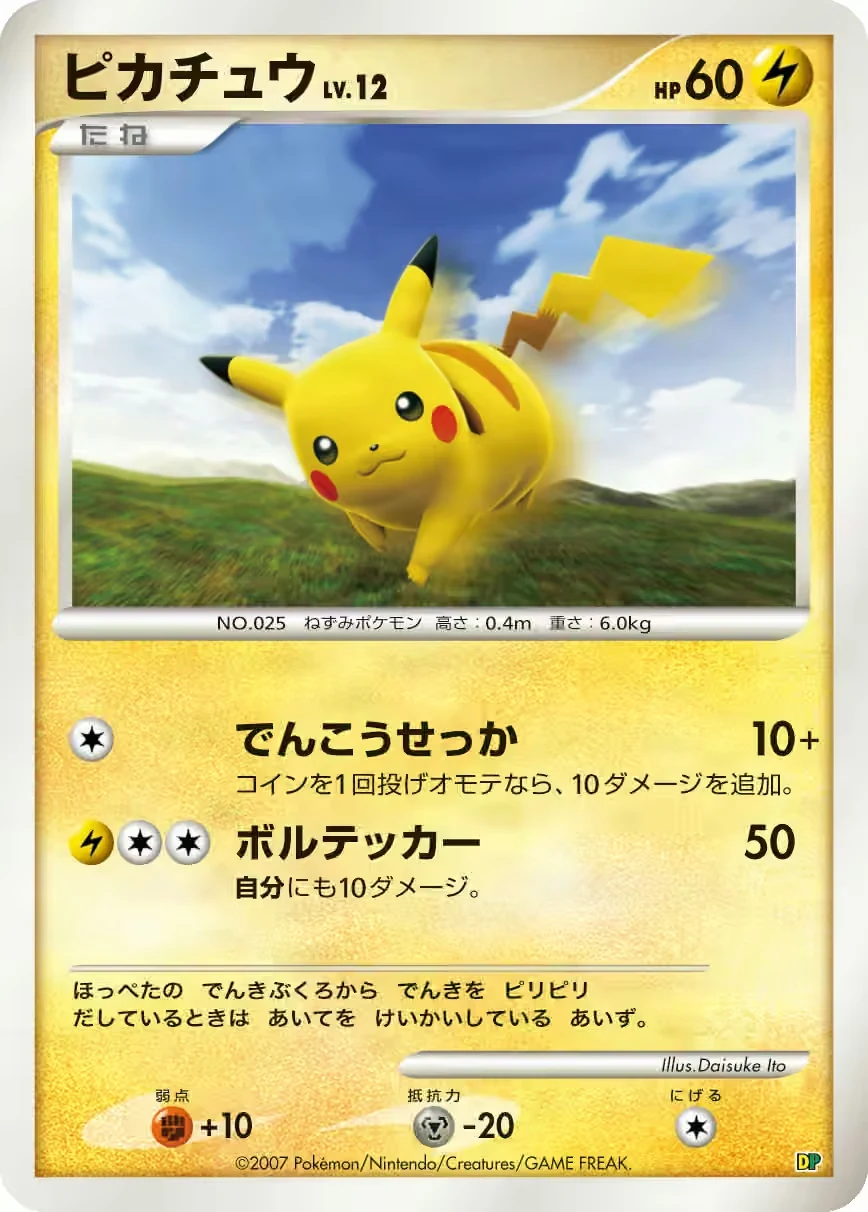 ピカチュウ LV.12 HP 60
たね
NO.025 ねずみポケモン 高さ:0.4m 重さ:6.0kg
でんこうせっか 10+
コインを1回投げオモテなら、10ダメージを追加。
ボルテッカー 50
自分にも10ダメージ。
ほっぺたの でんきぶくろから でんきを ピリピリ
だしているときは あいてを けいかいしている あいず。
Illus.Daisuke Ito
弱点 抵抗力 にげる
+10 -20
©2007 Pokémon/Nintendo/Creatures/GAME FREAK.
DP